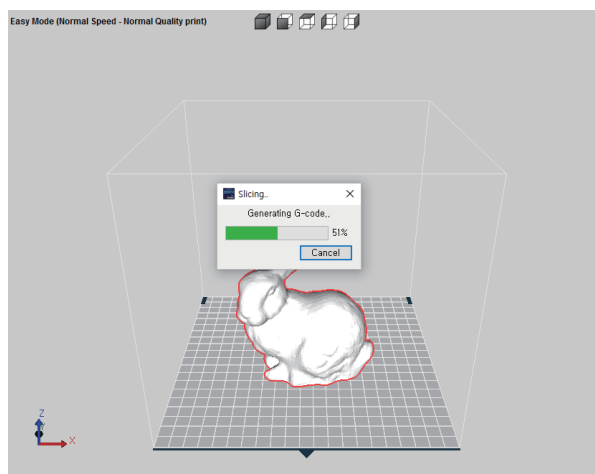 Easy Mode (Normal Speed - Normal Quality print)
Slicing..
Generating G-code..
51%
Cancel
Z
X